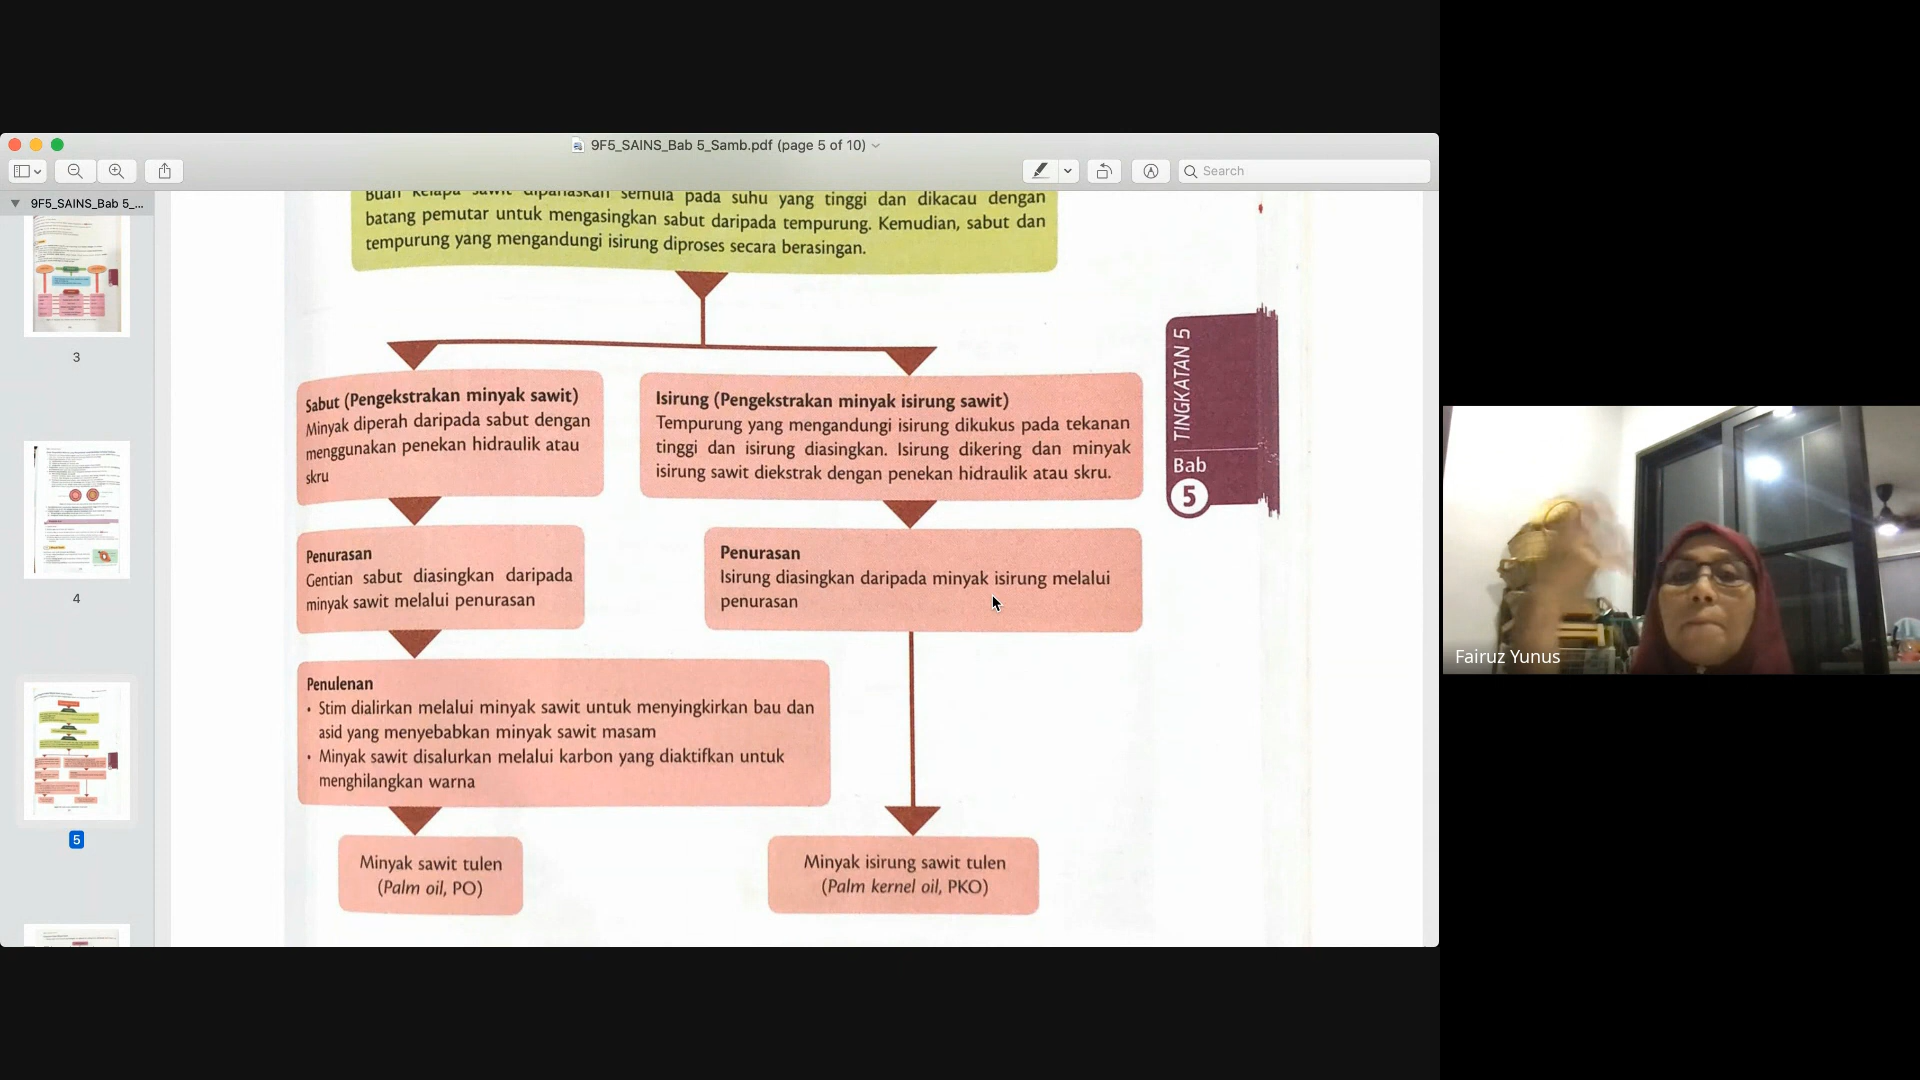 9F5_SAINS_Bab 5_Samb.pdf (page 5 of 10)
Search
9F5_SAINS_Bab 5_...
3
4
5
Buah kelapa sawit dipanaskan semula pada suhu yang tinggi dan dikacau dengan
batang pemutar untuk mengasingkan sabut daripada tempurung. Kemudian, sabut dan
tempurung yang mengandungi isirung diproses secara berasingan.
Sabut (Pengekstrakan minyak sawit)
Minyak diperah daripada sabut dengan
menggunakan penekan hidraulik atau
skru
Isirung (Pengekstrakan minyak isirung sawit)
Tempurung yang mengandungi isirung dikukus pada tekanan
tinggi dan isirung diasingkan. Isirung dikering dan minyak
isirung sawit diekstrak dengan penekan hidraulik atau skru.
Penurasan
Gentian sabut diasingkan daripada
minyak sawit melalui penurasan
Penurasan
Isirung diasingkan daripada minyak isirung melalui
penurasan
Penulenan
• Stim dialirkan melalui minyak sawit untuk menyingkirkan bau dan
asid yang menyebabkan minyak sawit masam
• Minyak sawit disalurkan melalui karbon yang diaktifkan untuk
menghilangkan warna
Minyak sawit tulen
(Palm oil, PO)
Minyak isirung sawit tulen
(Palm kernel oil, PKO)
TINGKATAN 5
Bab
5
Fairuz Yunus